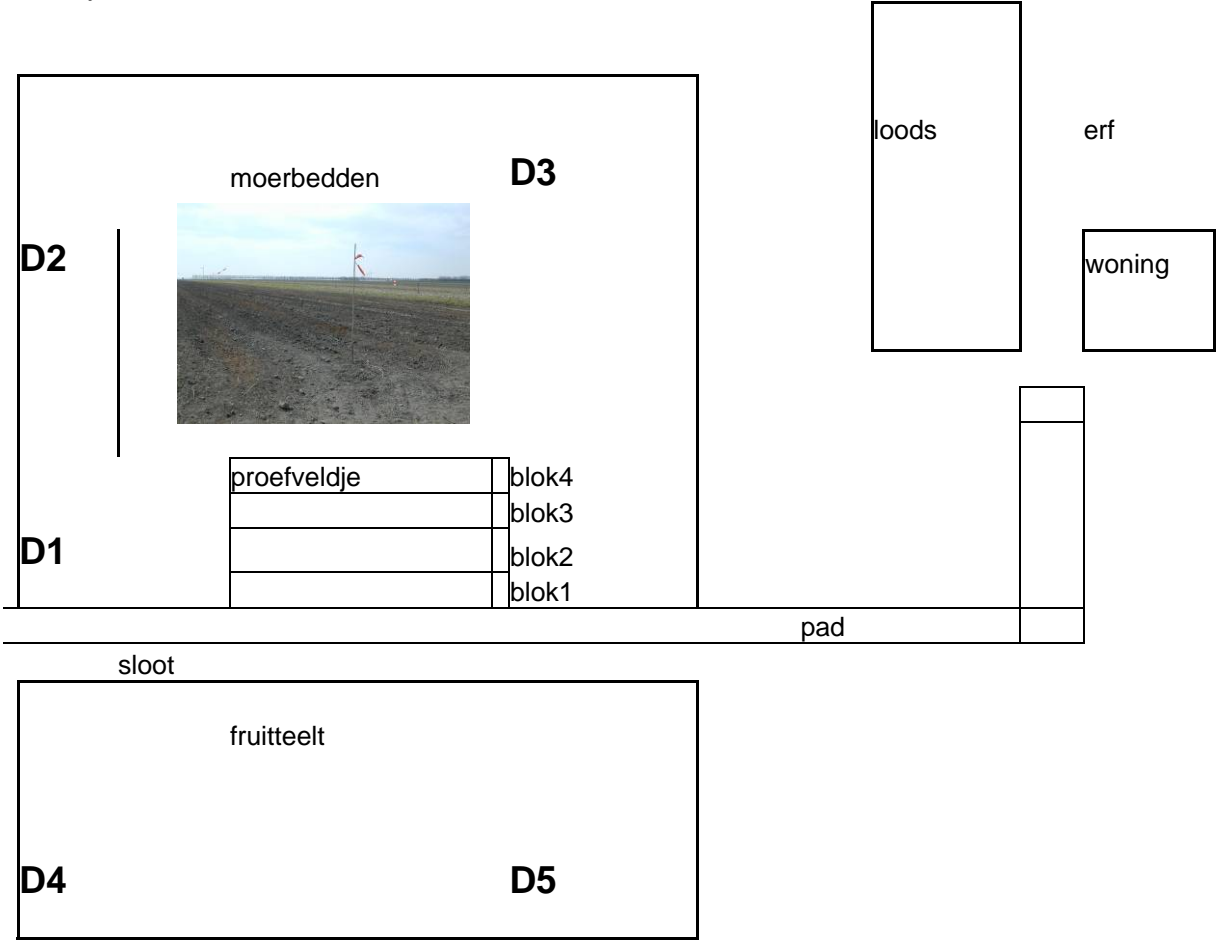 loods
erf
moerbedden
D3
D2
woning
proefveldje
blok4
blok3
D1
blok2
blok1
pad
sloot
fruitteelt
D4
D5